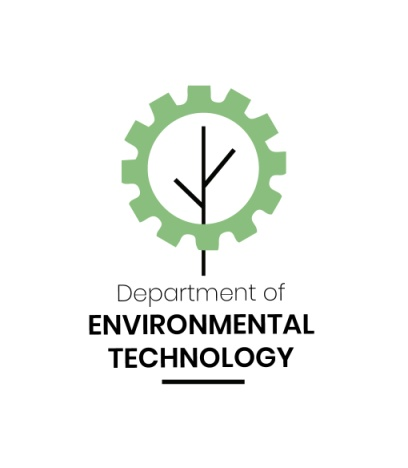 Department of
ENVIRONMENTAL
TECHNOLOGY